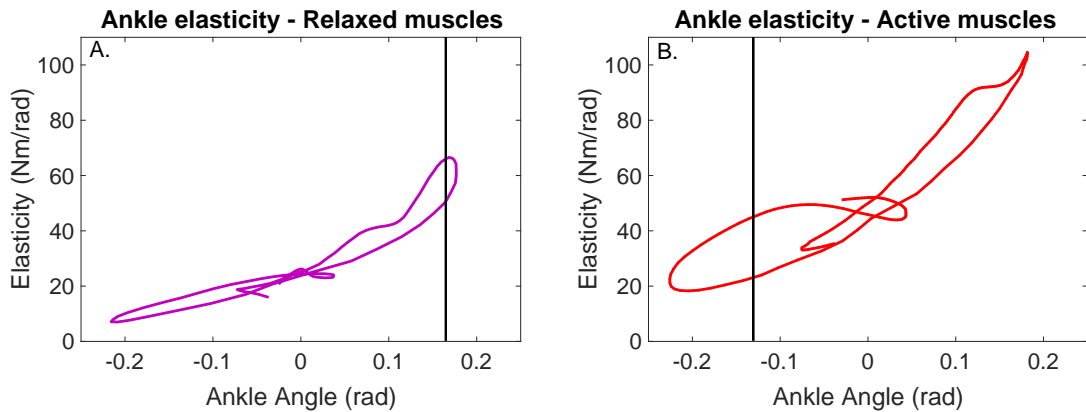 Ankle elasticity - Relaxed muscles
A.
100
80
60
40
20
0
Elasticity (Nm/rad)
-0.2
-0.1
0
0.1
0.2
Ankle Angle (rad)
Ankle elasticity - Active muscles
B.
100
80
60
40
20
0
Elasticity (Nm/rad)
-0.2
-0.1
0
0.1
0.2
Ankle Angle (rad)